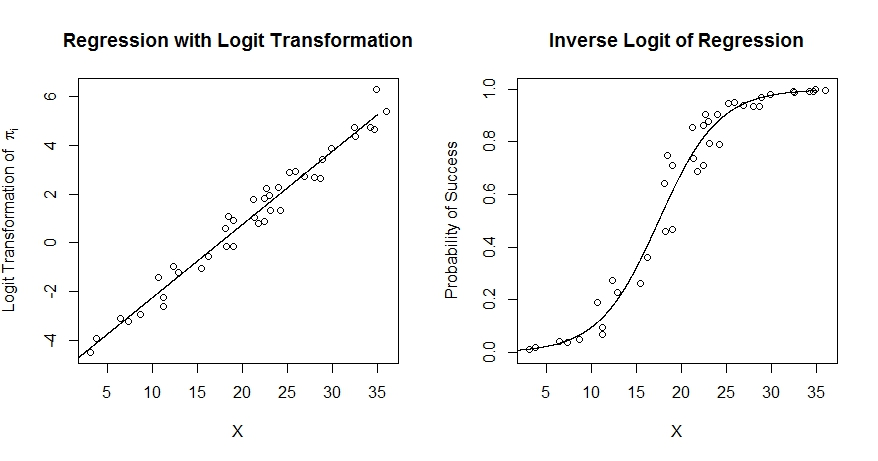 Regression with Logit Transformation
Logit Transformation of πi
6
4
2
0
-2
-4
5 10 15 20 25 30 35
X
Inverse Logit of Regression
Probability of Success
1.0
0.8
0.6
0.4
0.2
0.0
5 10 15 20 25 30 35
X